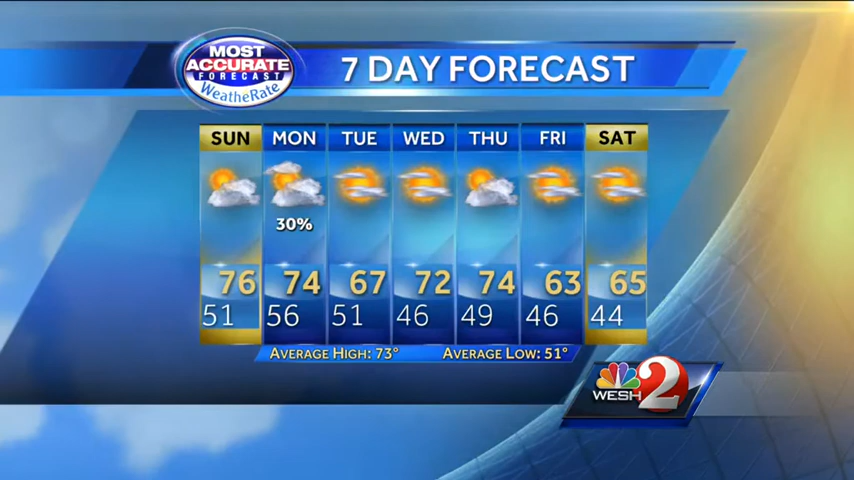 MOST
ACCURATE
FORECAST
WeatheRate
7 DAY FORECAST
SUN MON TUE WED THU FRI SAT
30%
76 74 67 72 74 63 65
51 56 51 46 49 46 44
AVERAGE HIGH: 73° AVERAGE LOW: 51°
WESH 2